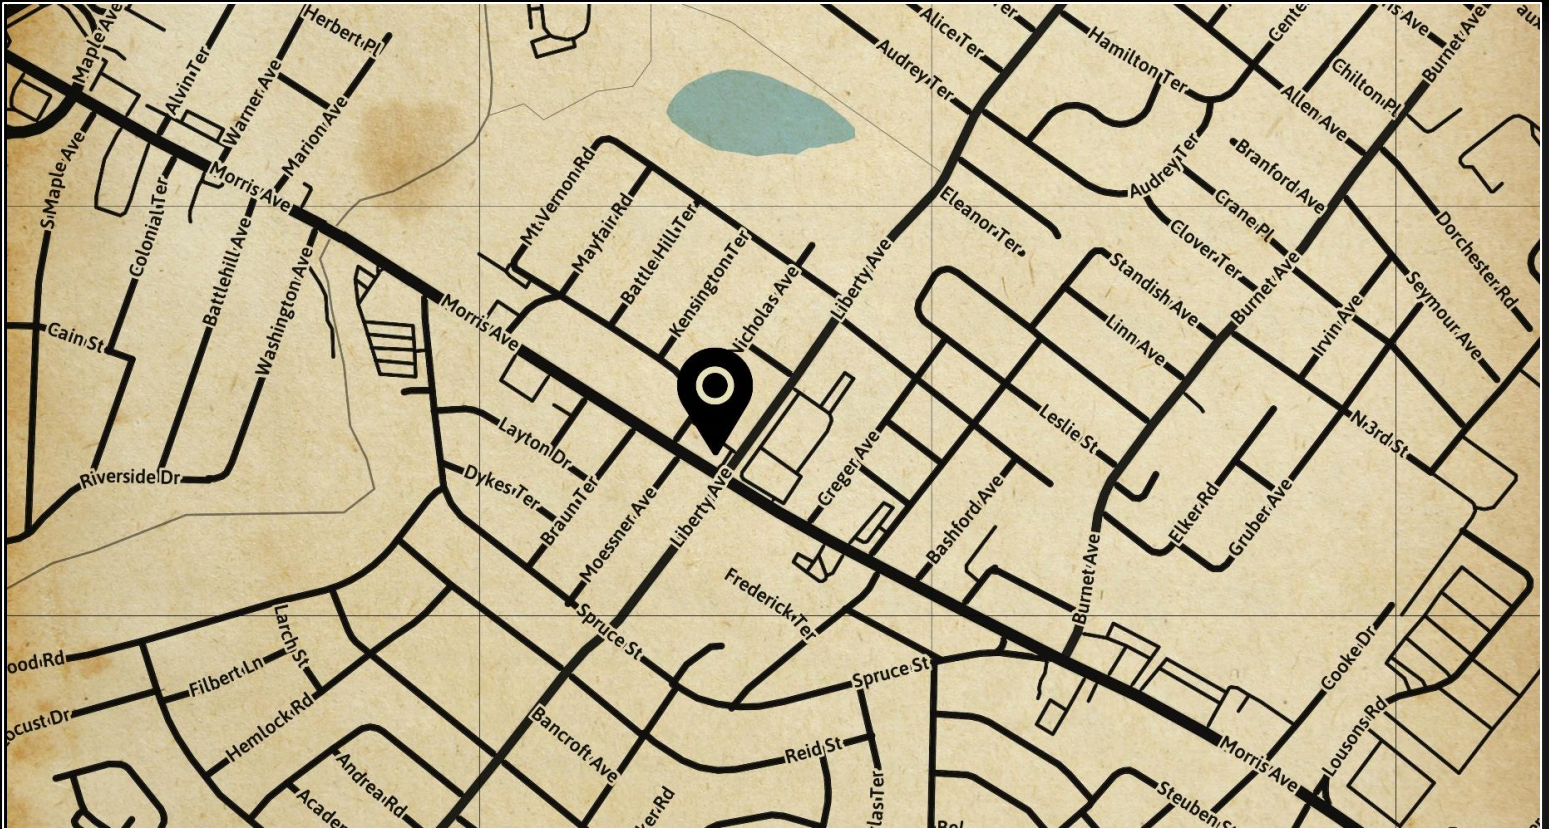 Maple Ave
Alvin Ter
Warner Ave
Herbert Pl
Marion Ave
Alice Ter
Audrey Ter
Hamilton Ter
Allen Ave
Chilton Pl
Burnet Ave
S Maple Ave
Colonial Ter
Morris Ave
Battlehill Ave
Washington Ave
Mt Vernon Rd
Mayfair Rd
Battle Hill Ter
Kensington Ter
Nicholas Ave
Liberty Ave
Eleanor Ter
Audrey Ter
Branford Ave
Crane Pl
Clover Ter
Burnet Ave
Dorchester Rd
Seymour Ave
Irvin Ave
Standish Ave
Linn Ave
Cain St
Morris Ave
Riverside Dr
Layton Dr
Dykes Ter
Braun Ter
Moessner Ave
Liberty Ave
Creger Ave
Bashford Ave
Leslie St
N 3rd St
Elker Rd
Gruber Ave
Burnet Ave
Frederick Ter
Spruce St
Spruce St
Larch St
Filbert Ln
Hemlock Rd
ood Rd
ocust Dr
Bancroft Ave
Reid St
Andrea Rd
Cooke Dr
Lousons Rd
Morris Ave